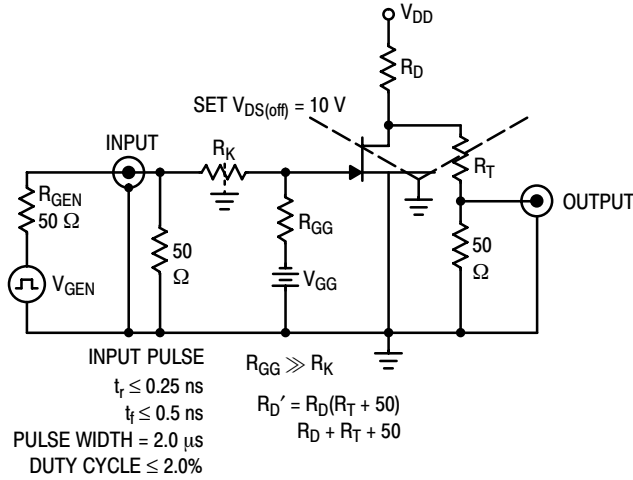 V_DD
R_D
SET V_DS(off) = 10 V
INPUT
R_K
R_T
R_GEN
50 Ω
OUTPUT
R_GG
50
Ω
50
Ω
V_GEN
V_GG
INPUT PULSE
t_r ≤ 0.25 ns
t_f ≤ 0.5 ns
PULSE WIDTH = 2.0 μs
DUTY CYCLE ≤ 2.0%
R_GG ≫ R_K
R_D′ = R_D(R_T + 50)
R_D + R_T + 50